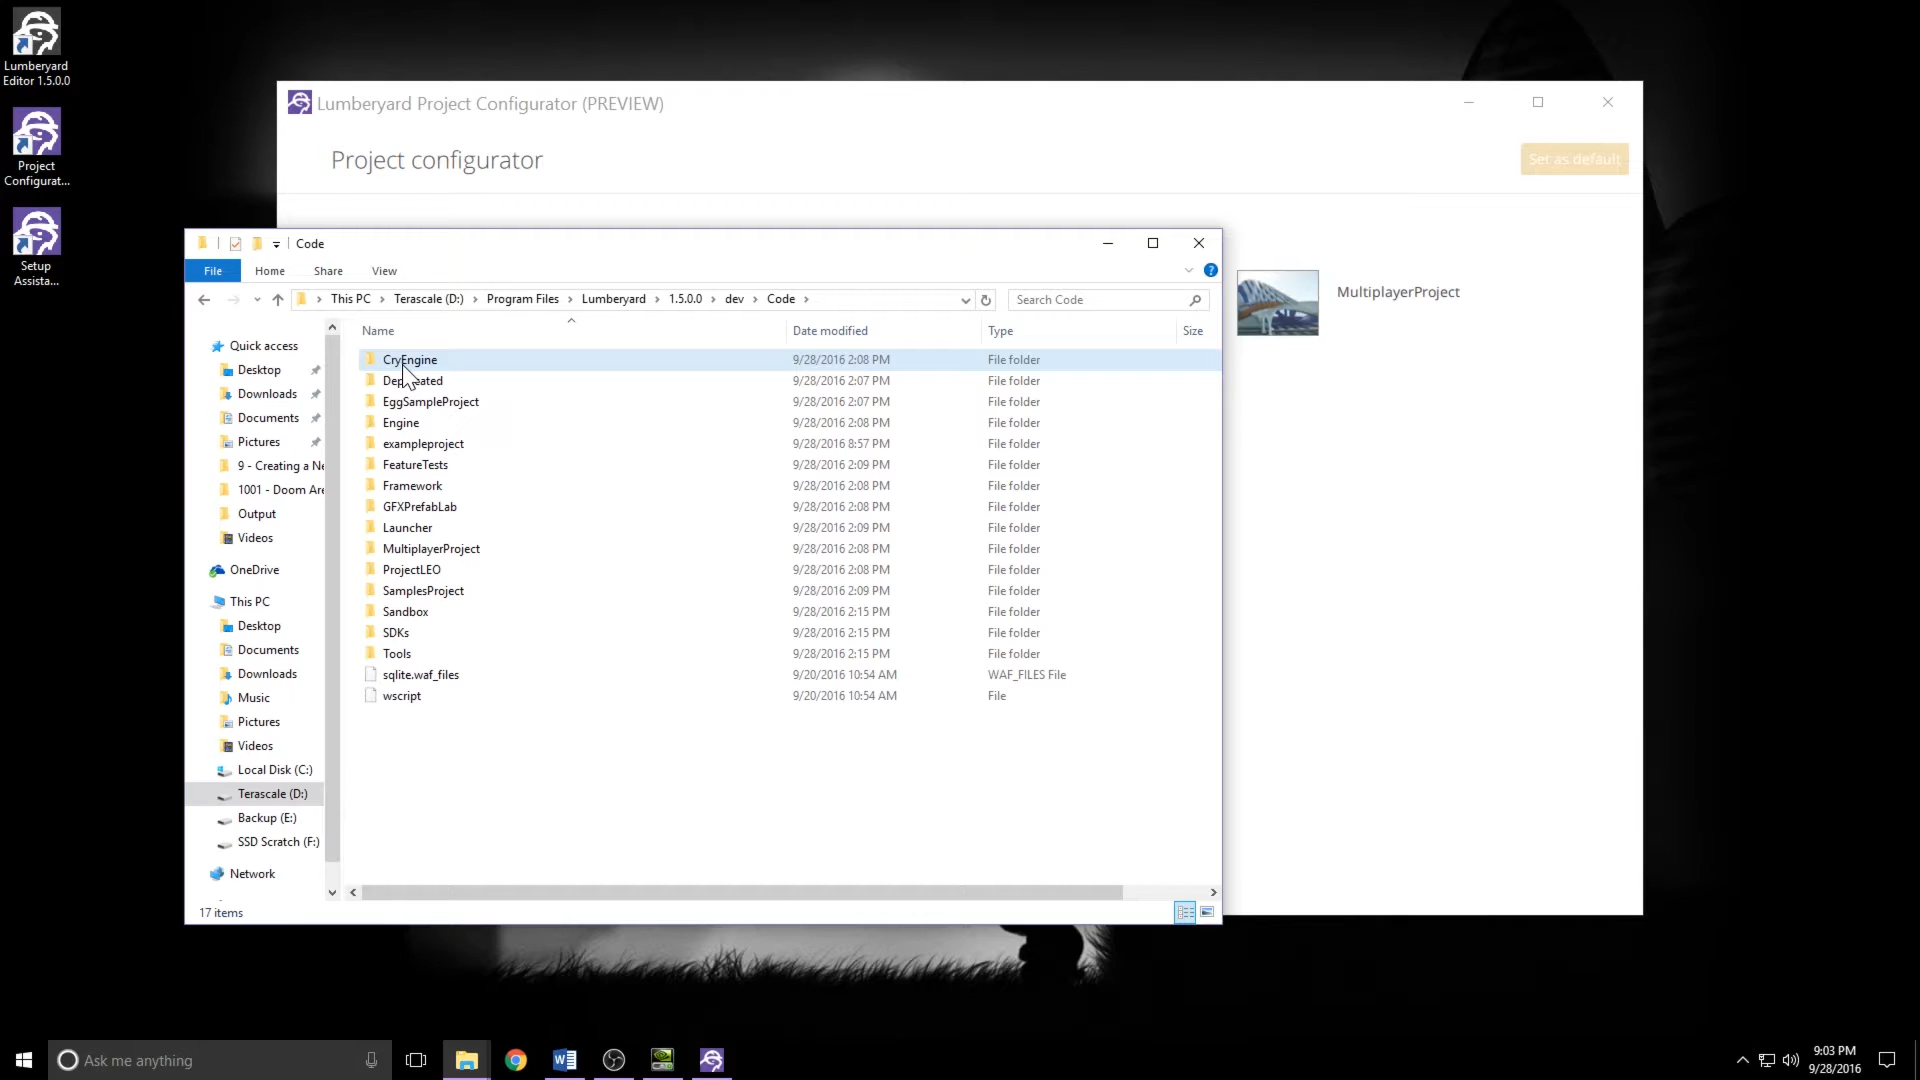 Lumberyard
Editor 1.5.0.0
Project
Configurat...
Setup
Assista...
Lumberyard Project Configurator (PREVIEW)
Project configurator
Set as default
MultiplayerProject
Code
File
Home
Share
View
This PC
Terascale (D:)
Program Files
Lumberyard
1.5.0.0
dev
Code
Search Code
Quick access
Desktop
Downloads
Documents
Pictures
9 - Creating a Ne
1001 - Doom Are
Output
Videos
OneDrive
This PC
Desktop
Documents
Downloads
Music
Pictures
Videos
Local Disk (C:)
Terascale (D:)
Backup (E:)
SSD Scratch (F:)
Network
Name Date modified Type Size
CryEngine 9/28/2016 2:08 PM File folder
9/28/2016 2:07 PM File folder
EggSampleProject 9/28/2016 2:07 PM File folder
Engine 9/28/2016 2:08 PM File folder
exampleproject 9/28/2016 8:57 PM File folder
FeatureTests 9/28/2016 2:09 PM File folder
Framework 9/28/2016 2:08 PM File folder
GFXPrefabLab 9/28/2016 2:08 PM File folder
Launcher 9/28/2016 2:09 PM File folder
MultiplayerProject 9/28/2016 2:08 PM File folder
ProjectLEO 9/28/2016 2:08 PM File folder
SamplesProject 9/28/2016 2:09 PM File folder
Sandbox 9/28/2016 2:15 PM File folder
SDKs 9/28/2016 2:15 PM File folder
Tools 9/28/2016 2:15 PM File folder
sqlite.waf_files 9/20/2016 10:54 AM WAF_FILES File
wscript 9/20/2016 10:54 AM File
17 items
Ask me anything
9:03 PM
9/28/2016